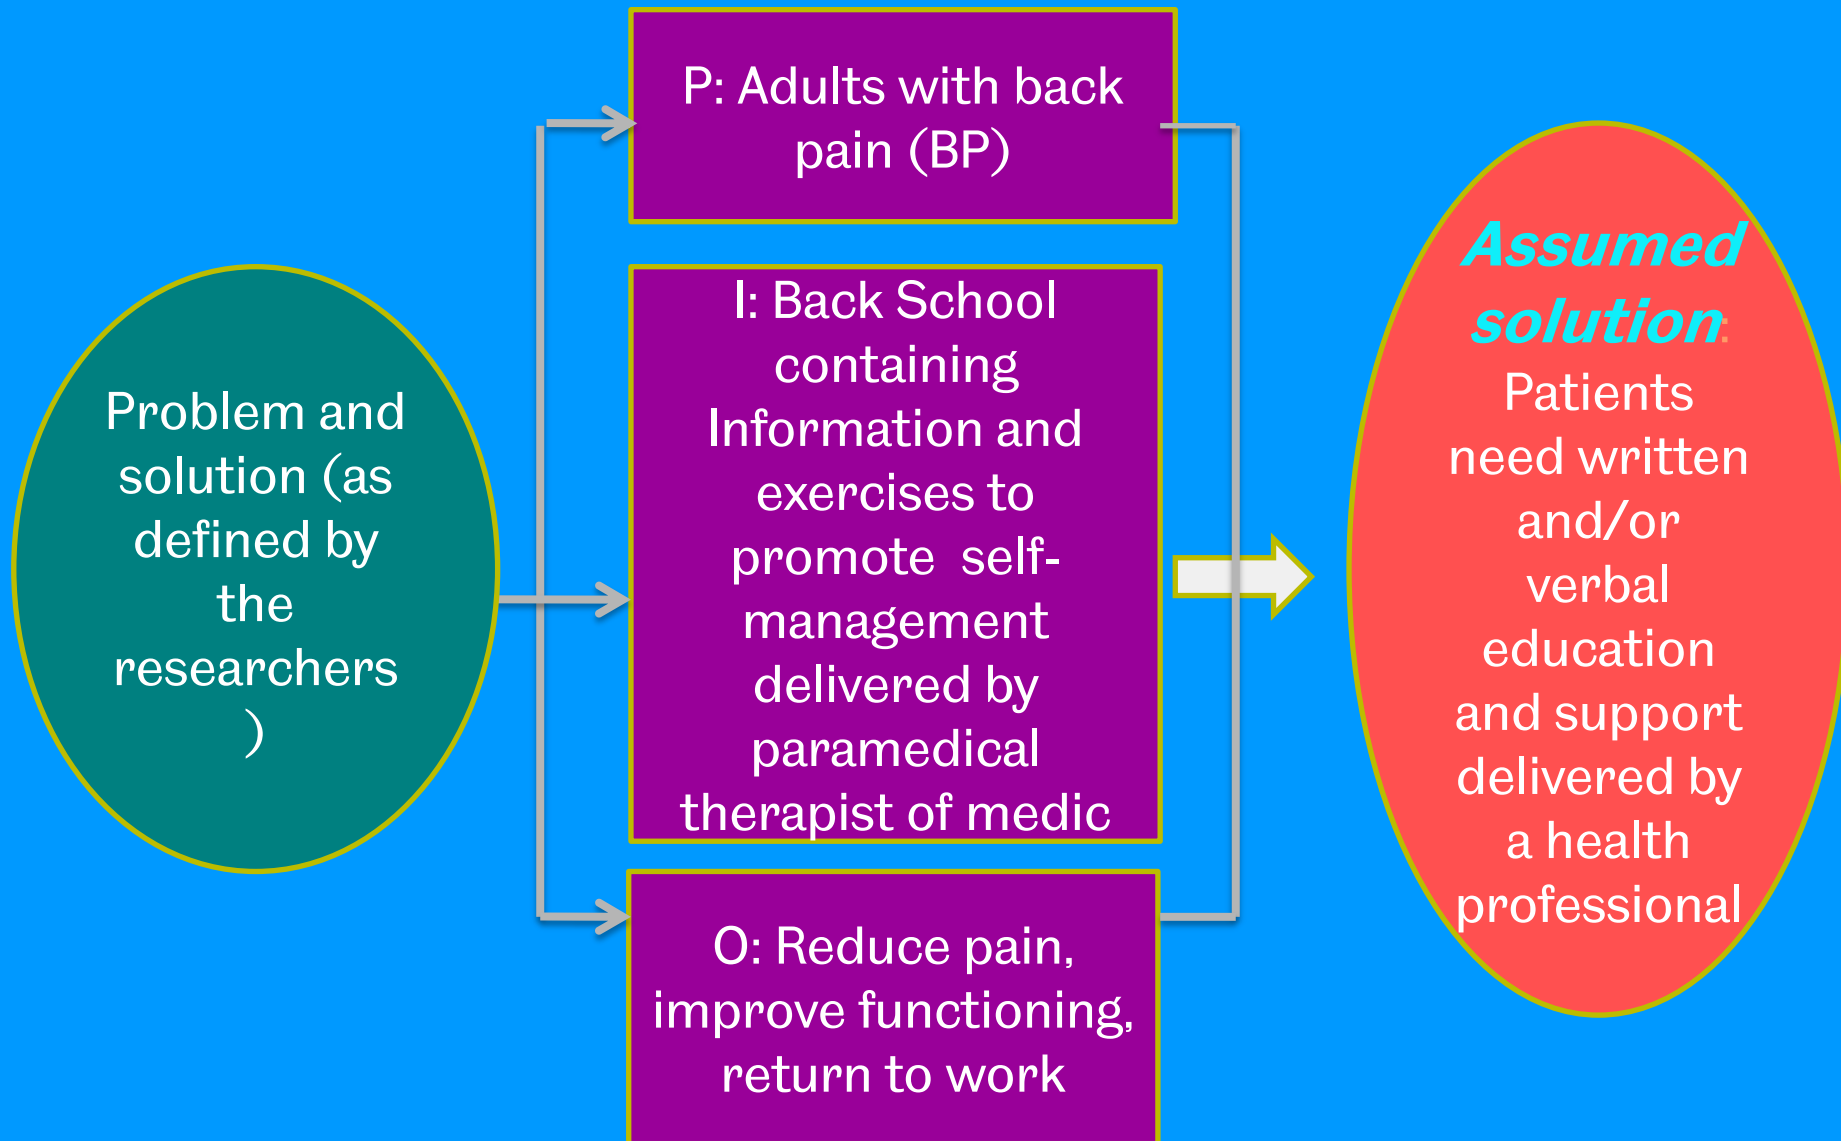 Problem and
solution (as
defined by
the
researchers
)
P: Adults with back
pain (BP)
I: Back School
containing
Information and
exercises to
promote  self-
management
delivered by
paramedical
therapist of medic
O: Reduce pain,
improve functioning,
return to work
Assumed
solution:
Patients
need written
and/or
verbal
education
and support
delivered by
a health
professional